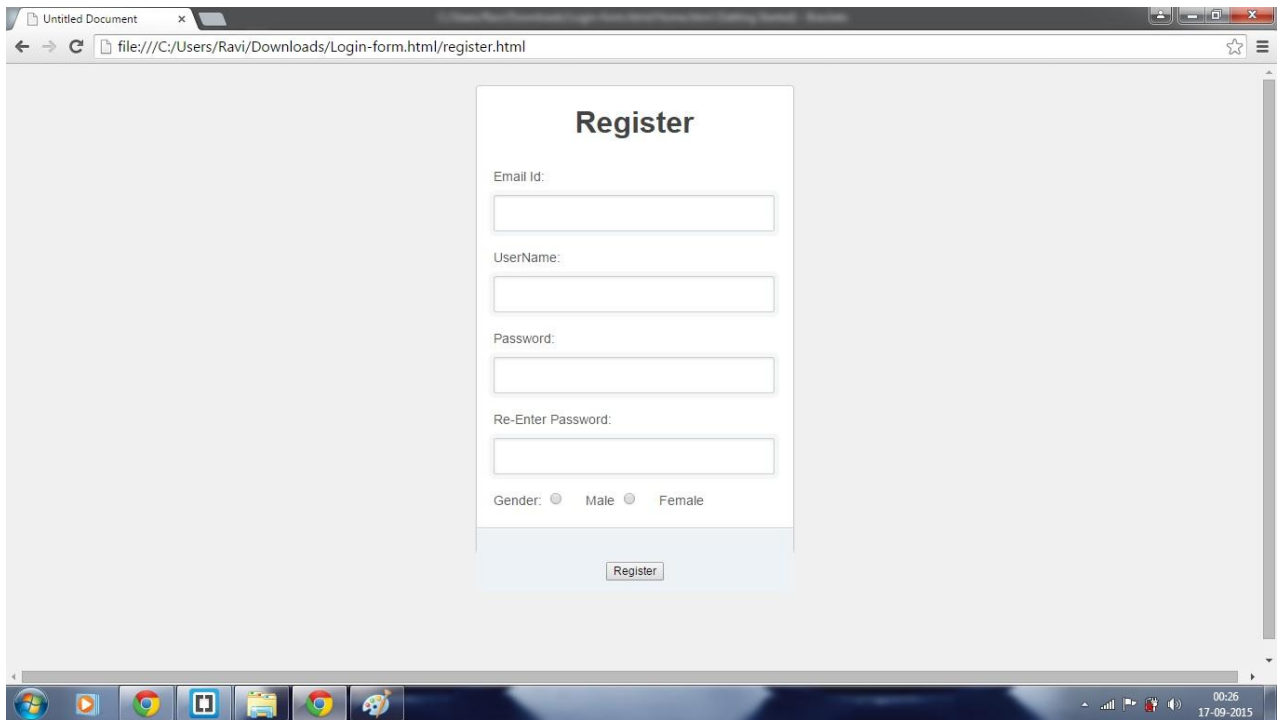 Untitled Document
file:///C:/Users/Ravi/Downloads/Login-form.html/register.html
Register
Email Id:
UserName:
Password:
Re-Enter Password:
Gender: Male Female
Register
00:26
17-09-2015